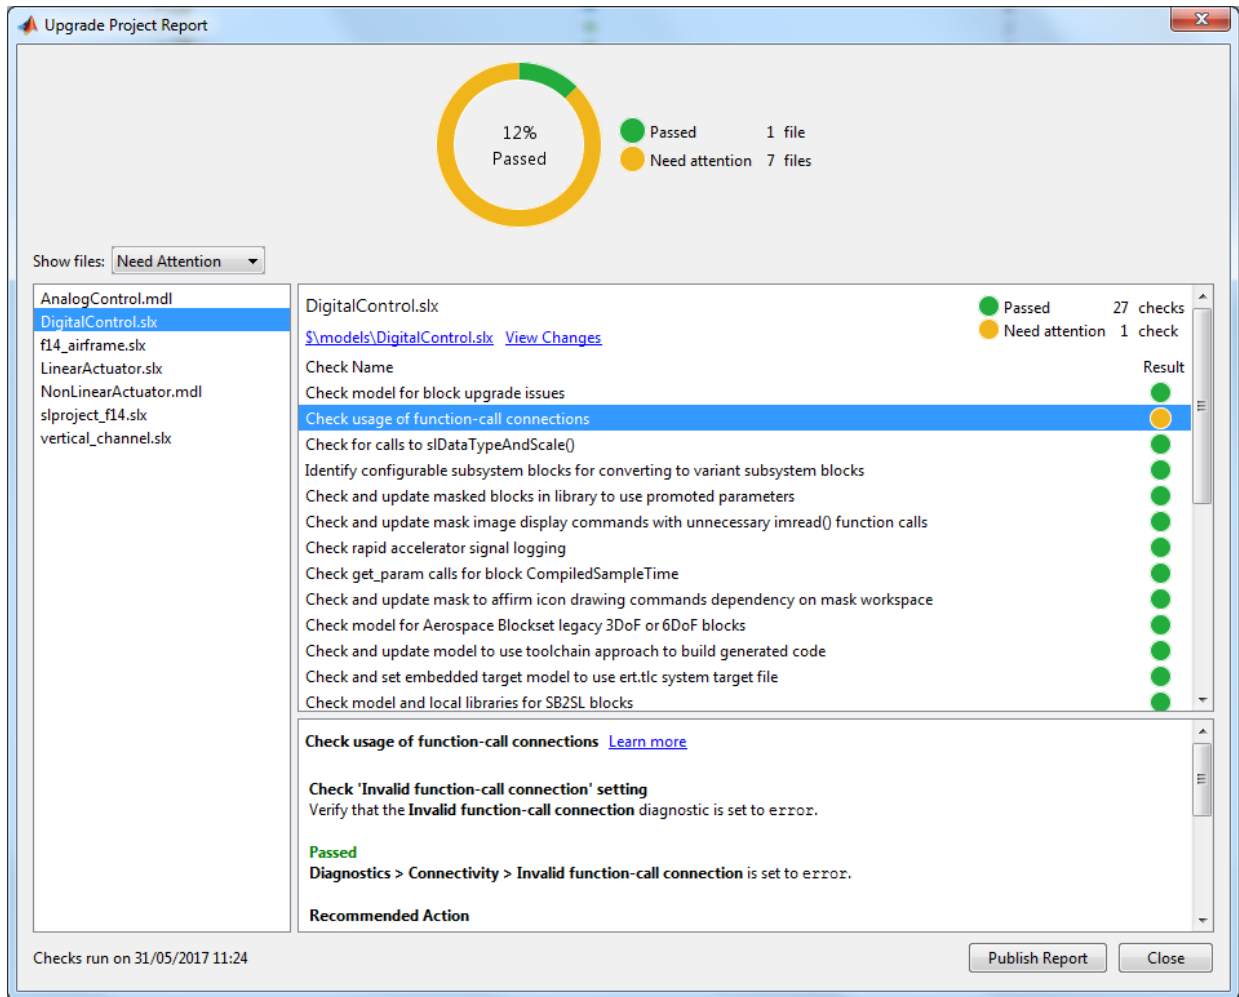 Upgrade Project Report
12%
Passed
Passed 1 file
Need attention 7 files
Show files: Need Attention
AnalogControl.mdl
DigitalControl.slx
f14_airframe.slx
LinearActuator.slx
NonLinearActuator.mdl
slproject_f14.slx
vertical_channel.slx
DigitalControl.slx
Passed 27 checks
Need attention 1 check
$\models\DigitalControl.slx View Changes
Check Name Result
Check model for block upgrade issues
Check usage of function-call connections
Check for calls to slDataTypeAndScale()
Identify configurable subsystem blocks for converting to variant subsystem blocks
Check and update masked blocks in library to use promoted parameters
Check and update mask image display commands with unnecessary imread() function calls
Check rapid accelerator signal logging
Check get_param calls for block CompiledSampleTime
Check and update mask to affirm icon drawing commands dependency on mask workspace
Check model for Aerospace Blockset legacy 3DoF or 6DoF blocks
Check and update model to use toolchain approach to build generated code
Check and set embedded target model to use ert.tlc system target file
Check model and local libraries for SB2SL blocks
Check usage of function-call connections Learn more
Check 'Invalid function-call connection' setting
Verify that the Invalid function-call connection diagnostic is set to error.
Passed
Diagnostics > Connectivity > Invalid function-call connection is set to error.
Recommended Action
Checks run on 31/05/2017 11:24
Publish Report
Close